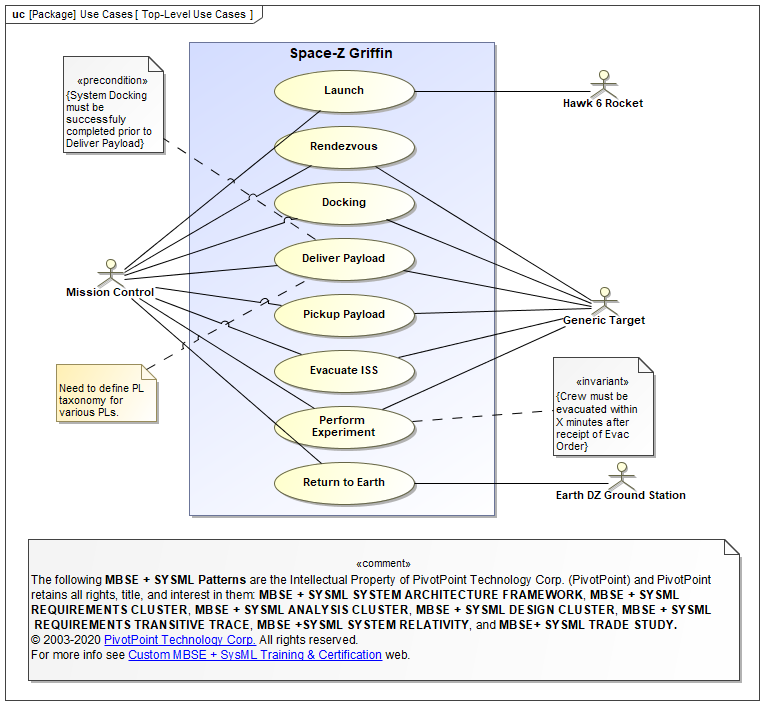 uc [Package] Use Cases [ Top-Level Use Cases ]
Space-Z Griffin
«precondition»
{System Docking
must be
successfuly
completed prior to
Deliver Payload}
Launch
Hawk 6 Rocket
Rendezvous
Docking
Deliver Payload
Mission Control
Pickup Payload
Generic Target
Evacuate ISS
Need to define PL
taxonomy for
various PLs.
«invariant»
{Crew must be
evacuated within
X minutes after
receipt of Evac
Order}
Perform
Experiment
Return to Earth
Earth DZ Ground Station
«comment»
The following MBSE + SYSML Patterns are the Intellectual Property of PivotPoint Technology Corp. (PivotPoint) and PivotPoint
retains all rights, title, and interest in them: MBSE + SYSML SYSTEM ARCHITECTURE FRAMEWORK, MBSE + SYSML
REQUIREMENTS CLUSTER, MBSE + SYSML ANALYSIS CLUSTER, MBSE + SYSML DESIGN CLUSTER, MBSE + SYSML
REQUIREMENTS TRANSITIVE TRACE, MBSE +SYSML SYSTEM RELATIVITY, and MBSE+ SYSML TRADE STUDY.
© 2003-2020 PivotPoint Technology Corp. All rights reserved.
For more info see Custom MBSE + SysML Training & Certification web.